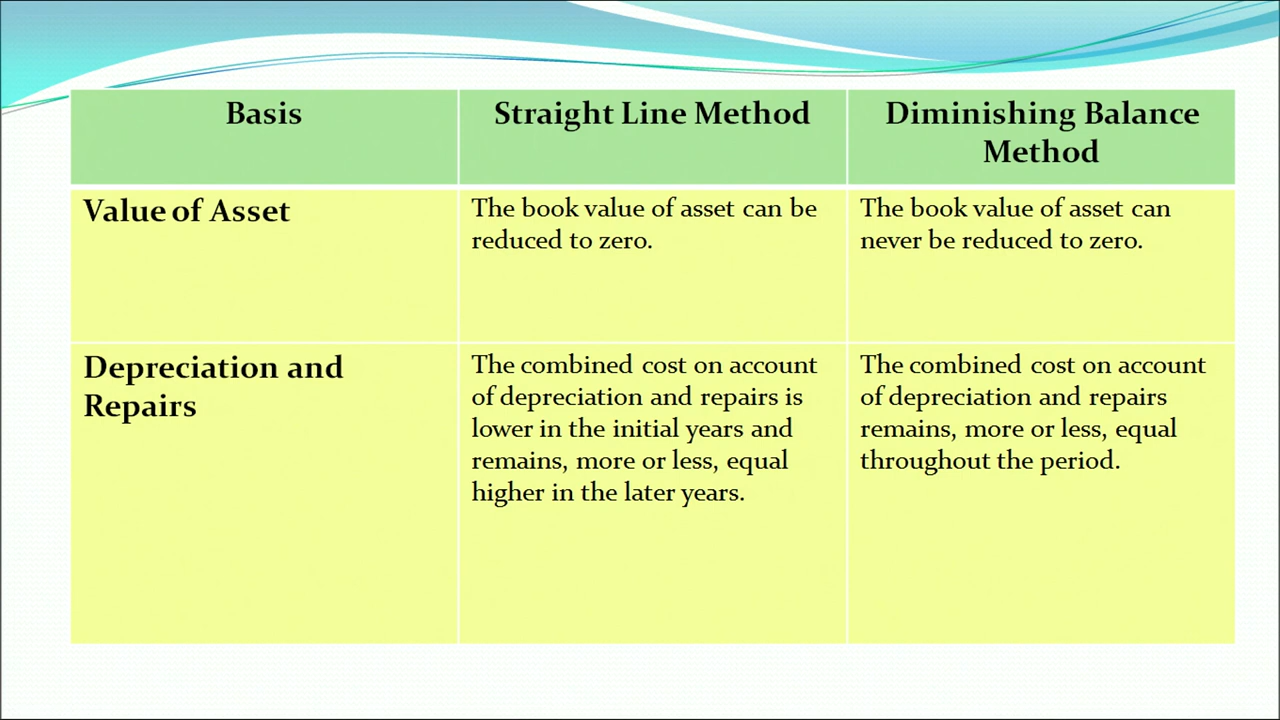 Basis
Straight Line Method
Diminishing Balance
Method
Value of Asset
The book value of asset can be
reduced to zero.
The book value of asset can
never be reduced to zero.
Depreciation and
Repairs
The combined cost on account
of depreciation and repairs is
lower in the initial years and
remains, more or less, equal
higher in the later years.
The combined cost on account
of depreciation and repairs
remains, more or less, equal
throughout the period.